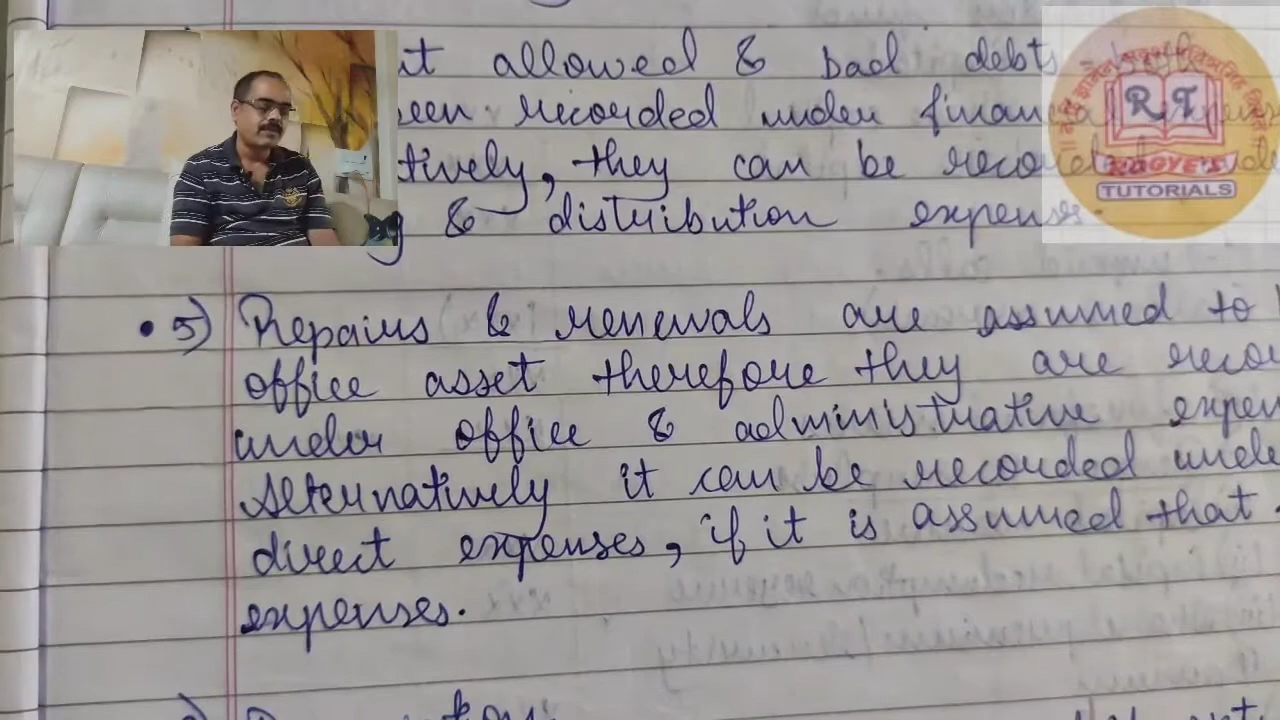 allowed & bad debts
recorded under
they can be
& distribution expenses.
R.T
TUTORIALS
• 5) Repairs & renewals are assumed to
office asset therefore they are
under office & administrative
Alternatively it can be recorded
direct expenses, if it is assumed that
expenses.